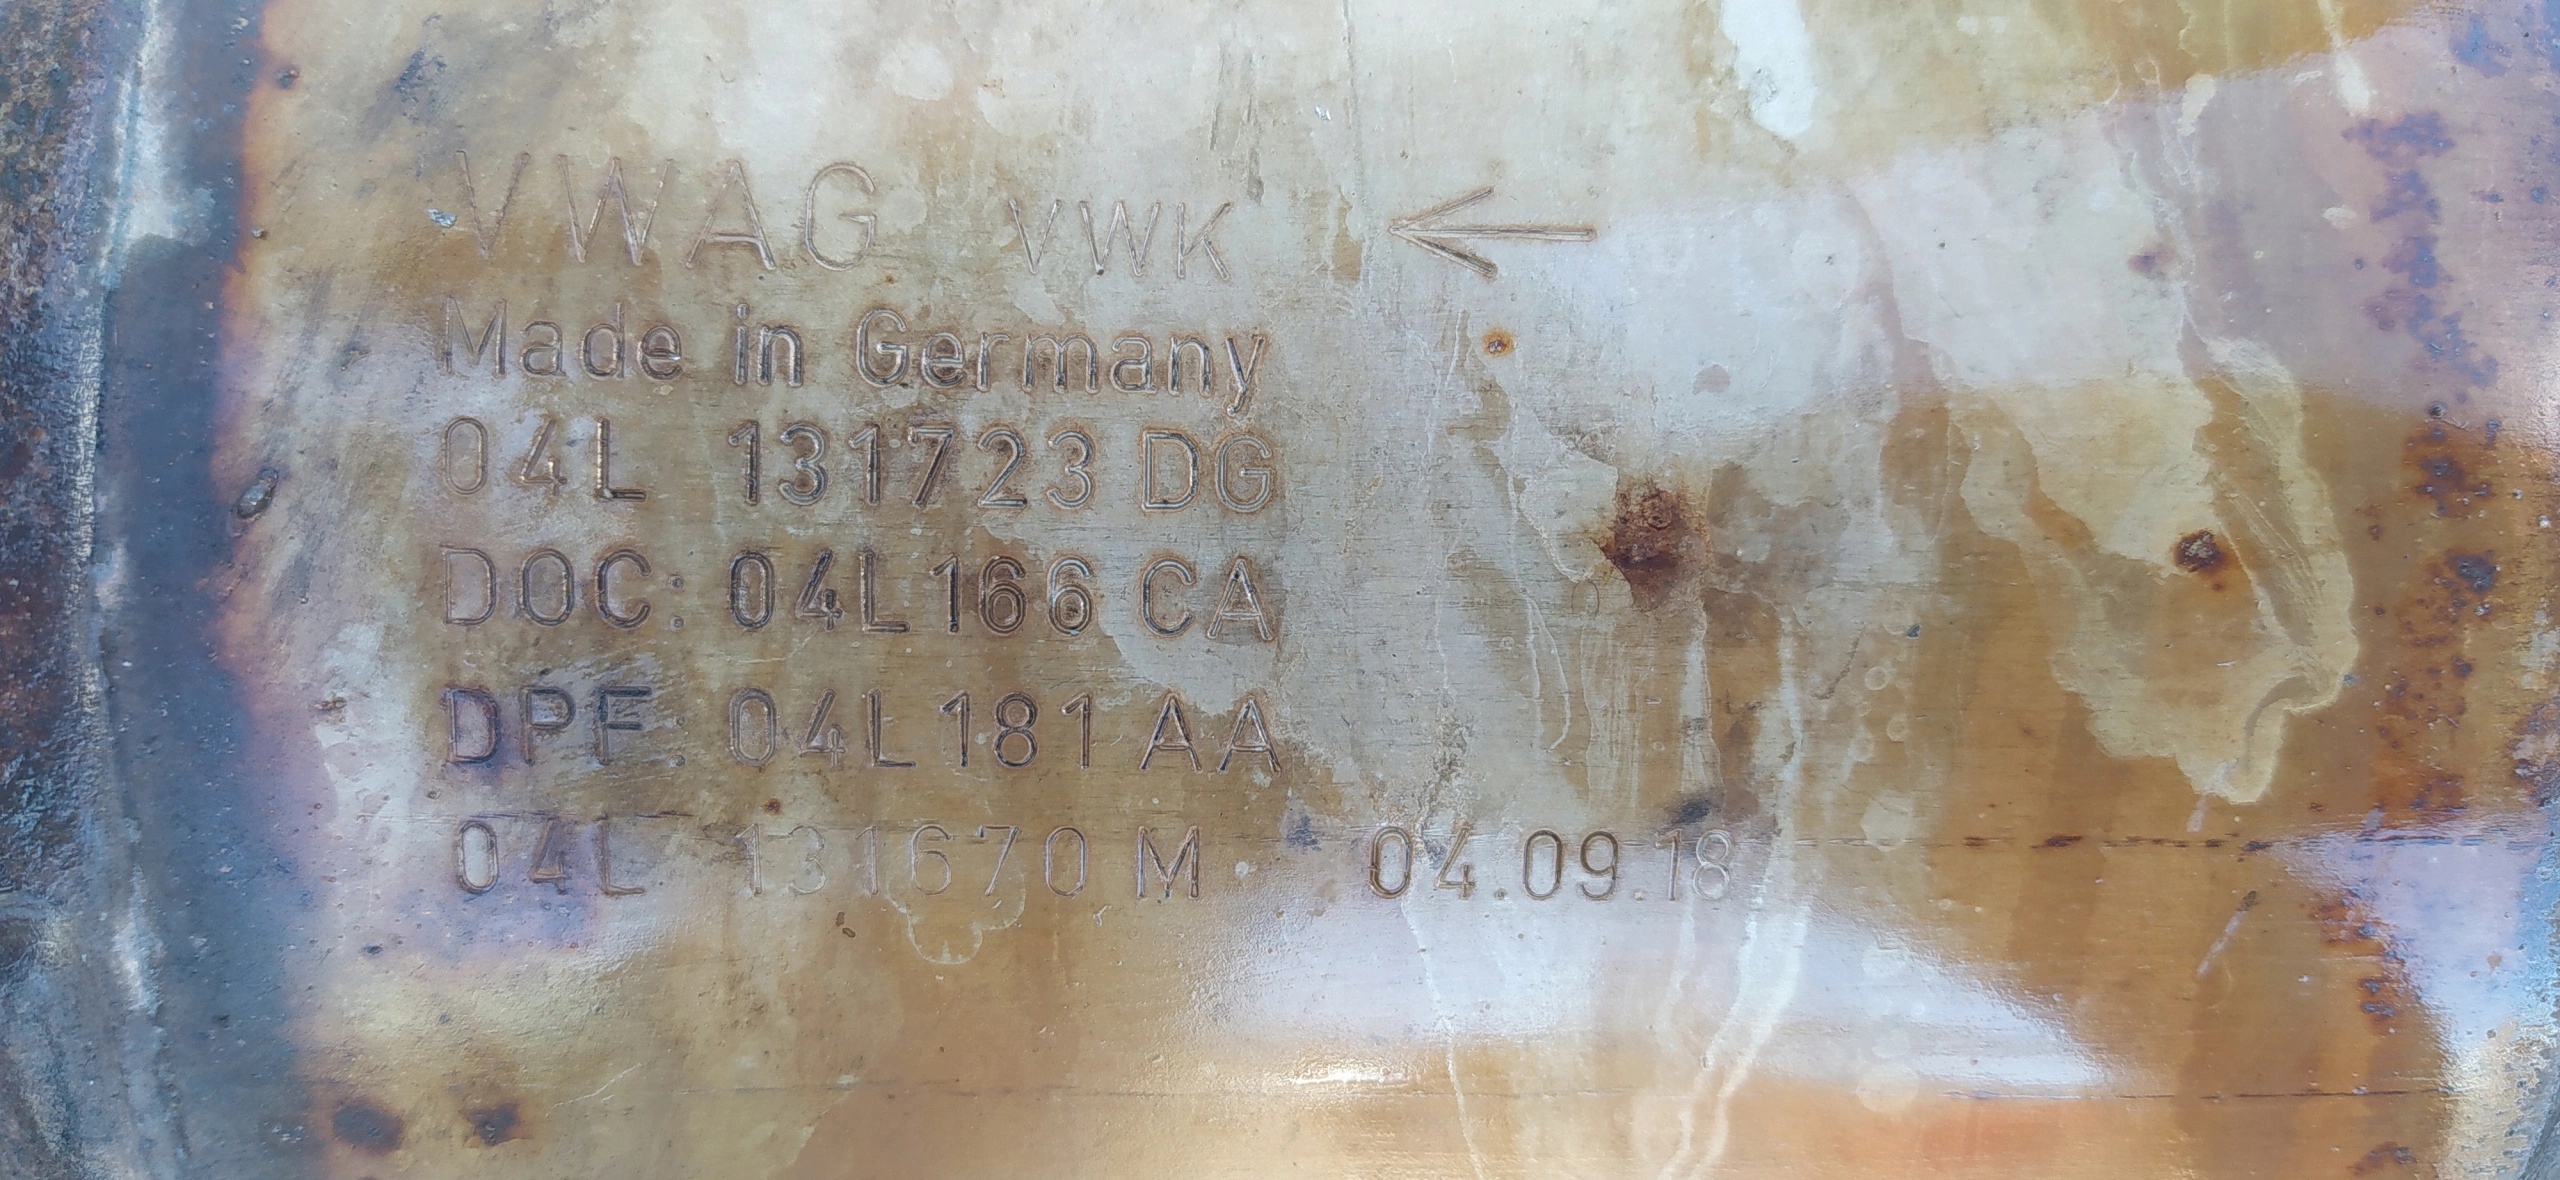 VWAG VWK ←
Made in Germany
04L 131723 DG
DOC: 04L166 CA
DPF: 04L181 AA
04L 131670 M 04.09.18